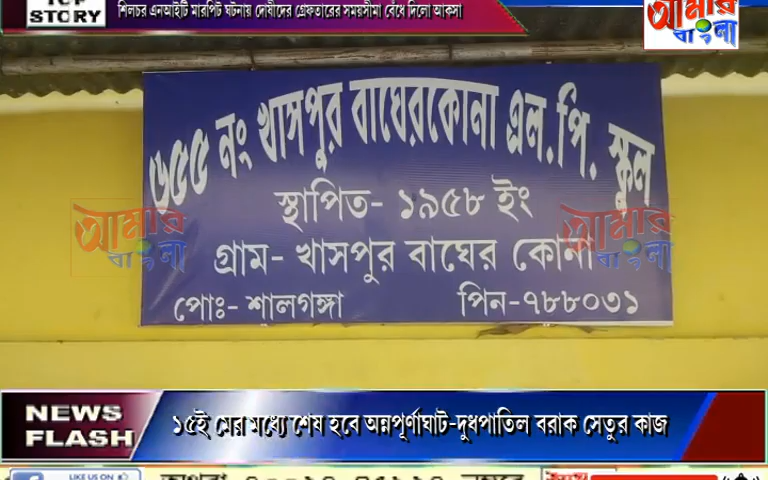 TOP
STORY
শিলচর এনআইটি মারপিট ঘটনায় দোষীদের গ্রেফতারের সময়সীমা বেঁধে দিলো আকসা
আমার
বাংলা
৬৫৫ নং খাসপুর বাঘেরকোনা এল.পি. স্কুল
স্থাপিত- ১৯৫৮ ইং
আমার
বাংলা
গ্রাম- খাসপুর বাঘের কোনা
আমার
বাংলা
পোঃ- শালগঙ্গা
পিন-৭৮৮০৩১
NEWS
FLASH
১৫ই মের মধ্যে শেষ হবে অন্নপূর্ণাঘাট-দুধপাতিল বরাক সেতুর কাজ
LIKE US ON